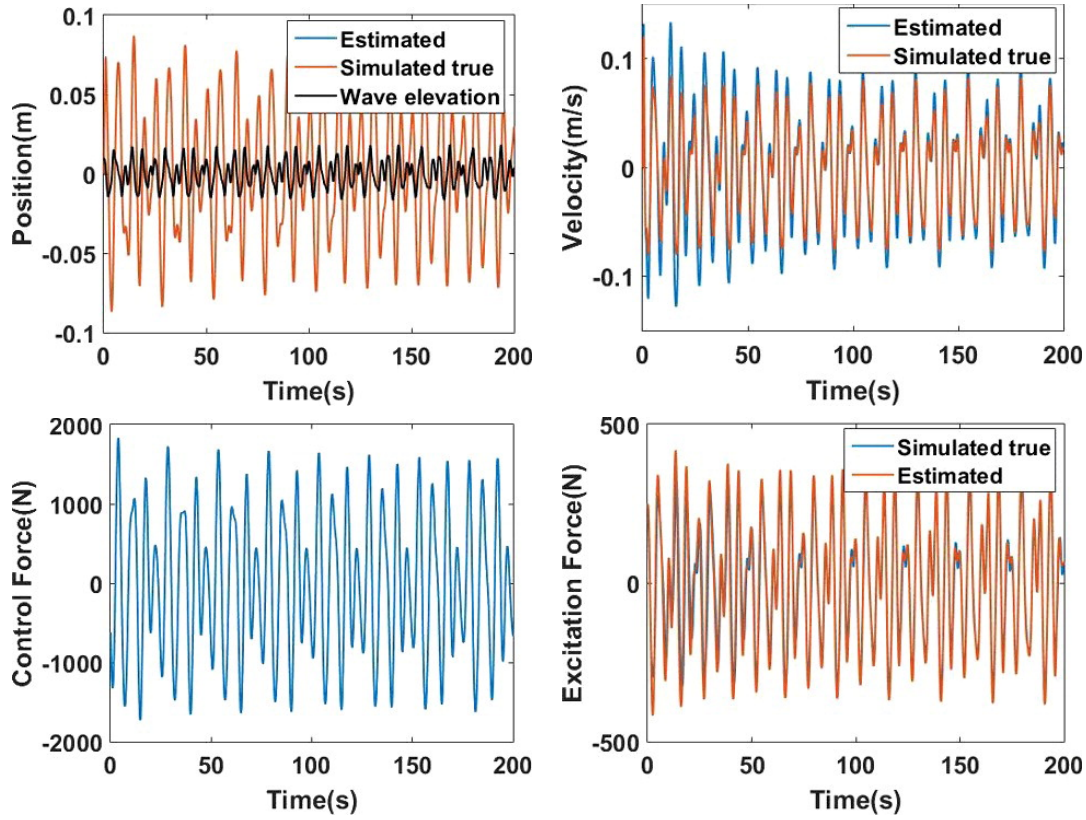 0.1
0.05
0
-0.05
-0.1
Position(m)
Estimated
Simulated true
Wave elevation
0
50
100
150
200
Time(s)
0.1
0
-0.1
Velocity(m/s)
Estimated
Simulated true
0
50
100
150
200
Time(s)
2000
1000
0
-1000
-2000
Control Force(N)
0
50
100
150
200
Time(s)
500
0
-500
Excitation Force(N)
Simulated true
Estimated
0
50
100
150
200
Time(s)